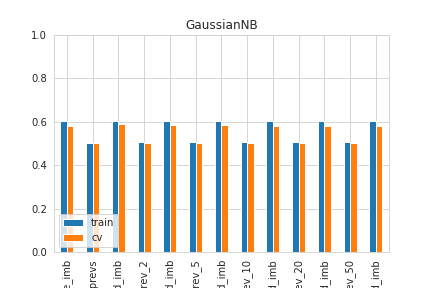 GaussianNB
1.0
0.8
0.6
0.4
0.2
0.0
train
cv
e_imb
prevs
d_imb
rev_2
d_imb
rev_5
d_imb
ev_10
d_imb
ev_20
d_imb
ev_50
d_imb